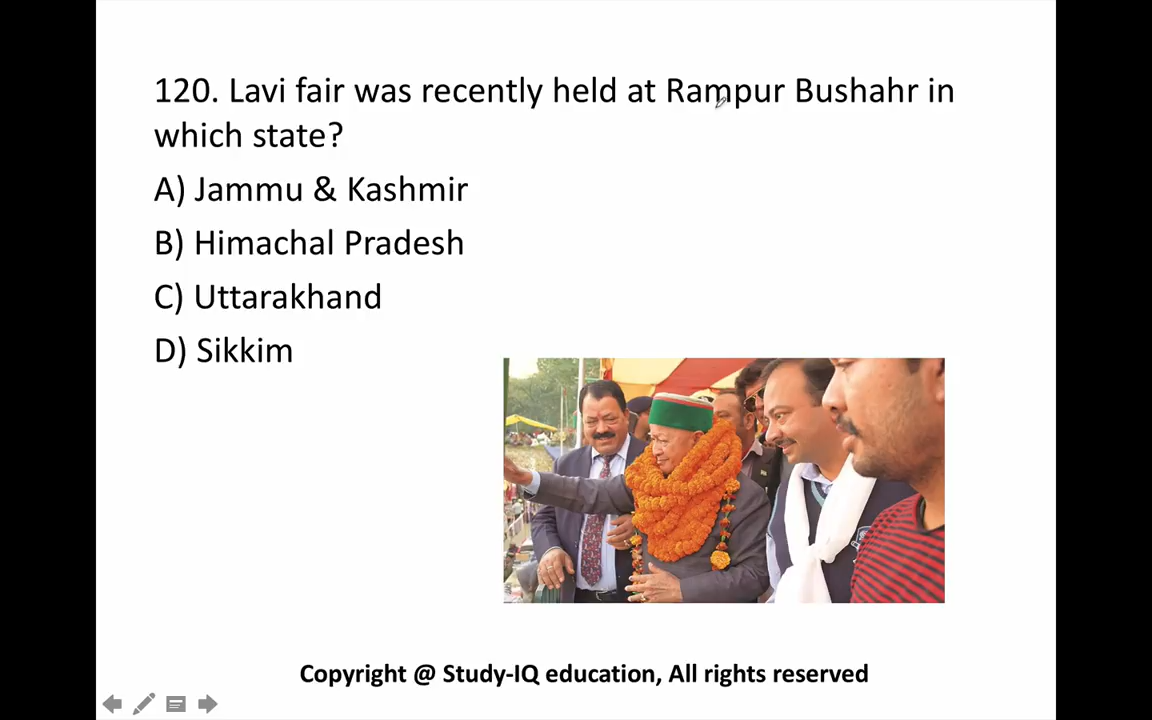 120. Lavi fair was recently held at Rampur Bushahr in
which state?
A) Jammu & Kashmir
B) Himachal Pradesh
C) Uttarakhand
D) Sikkim
Copyright @ Study-IQ education, All rights reserved